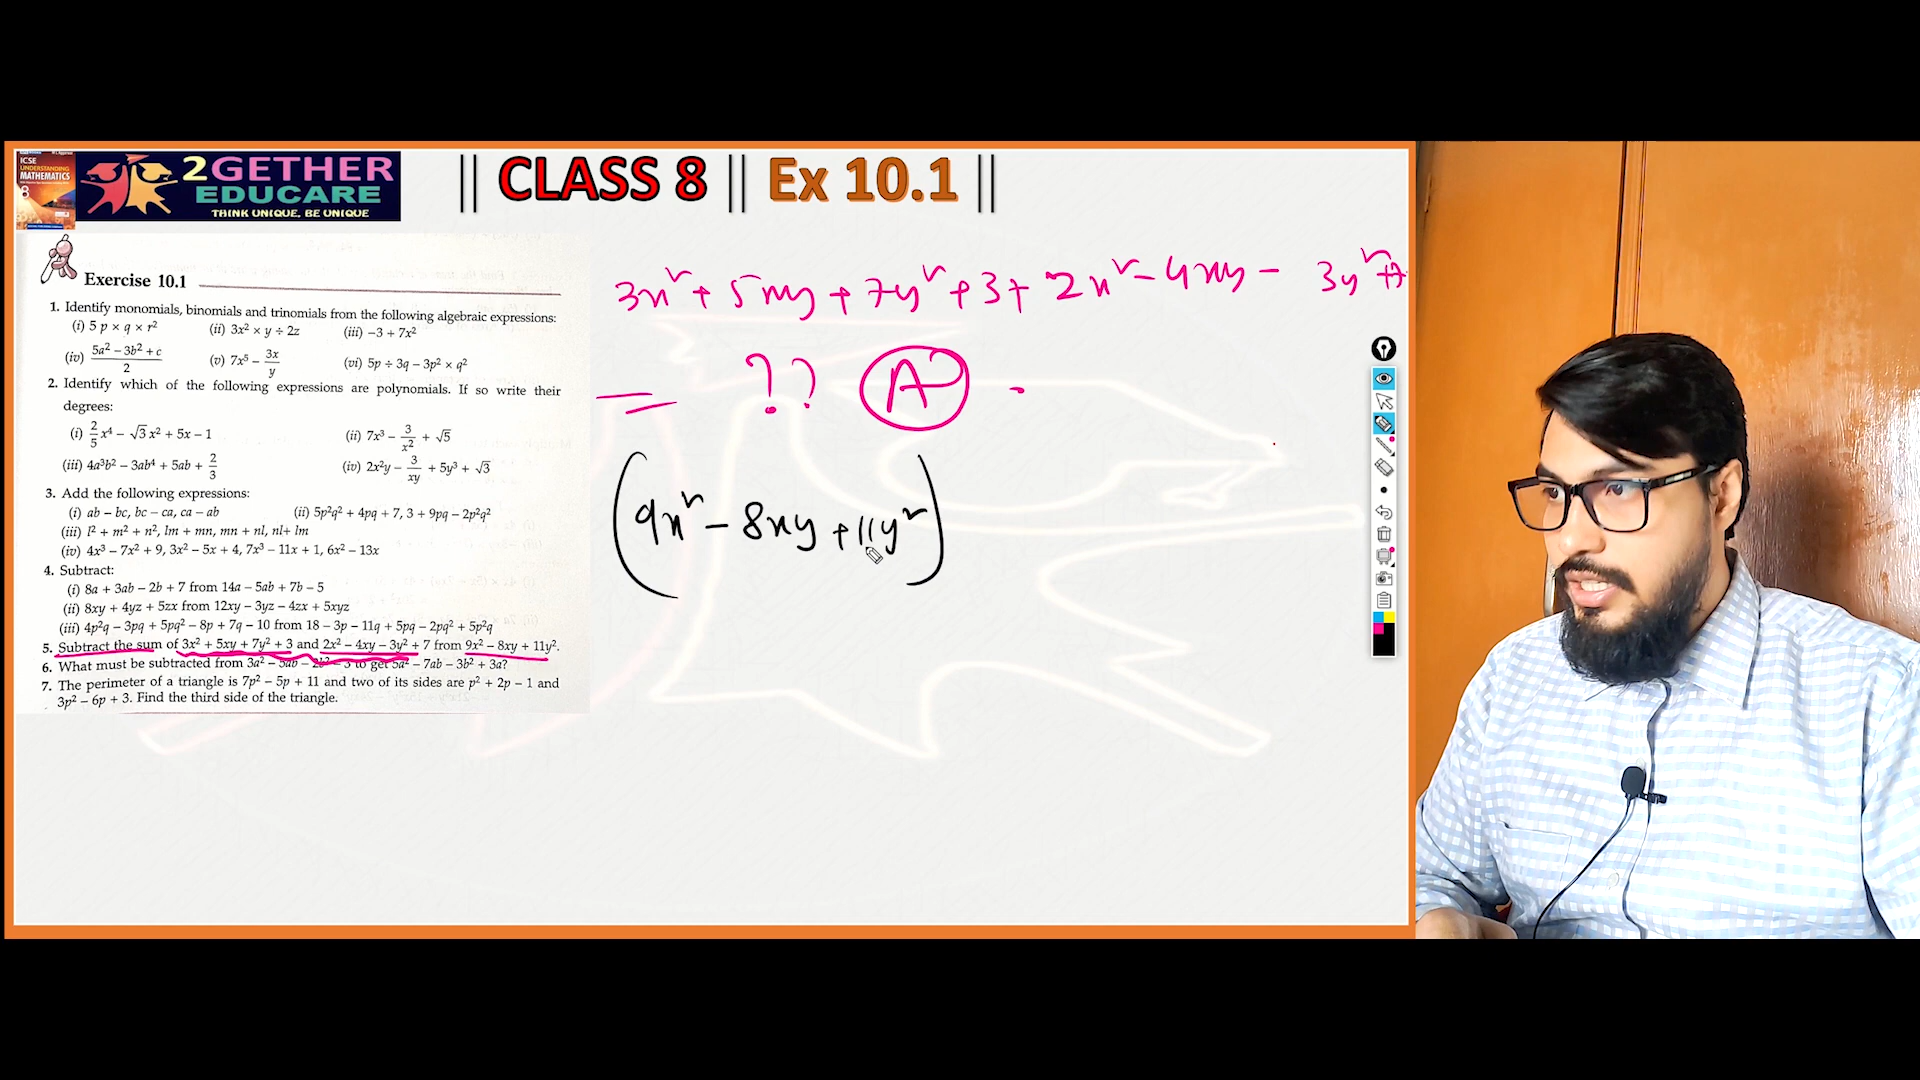 ICSE
UNDERSTANDING
MATHEMATICS
8
2GETHER
EDUCARE
THINK UNIQUE. BE UNIQUE
|| CLASS 8 || Ex 10.1 ||
Exercise 10.1
1. Identify monomials, binomials and trinomials from the following algebraic expressions:
(i) 5 p × q × r² (ii) 3x² × y ÷ 2z (iii) −3 + 7x²
(iv) (5a² − 3b² + c)/2 (v) 7x⁵ − 3x/y (vi) 5p ÷ 3q − 3p² × q²
2. Identify which of the following expressions are polynomials. If so write their
degrees:
(i) 2/5 x⁴ − √3 x² + 5x − 1 (ii) 7x³ − 3/x² + √5
(iii) 4a³b² − 3ab⁴ + 5ab + 2/3 (iv) 2x²y − 3/xy + 5y³ + √3
3. Add the following expressions:
(i) ab − bc, bc − ca, ca − ab (ii) 5p²q² + 4pq + 7, 3 + 9pq − 2p²q²
(iii) l² + m² + n², lm + mn, mn + nl, nl + lm
(iv) 4x³ − 7x² + 9, 3x² − 5x + 4, 7x³ − 11x + 1, 6x² − 13x
4. Subtract:
(i) 8a + 3ab − 2b + 7 from 14a − 5ab + 7b − 5
(ii) 8xy + 4yz + 5zx from 12xy − 3yz − 4zx + 5xyz
(iii) 4p²q − 3pq + 5pq² − 8p + 7q − 10 from 18 − 3p − 11q + 5pq − 2pq² + 5p²q
5. Subtract the sum of 3x² + 5xy + 7y² + 3 and 2x² − 4xy − 3y² + 7 from 9x² − 8xy + 11y².
6. What must be subtracted from 3a² − 5ab − 2b² − 3 to get 5a² − 7ab − 3b² + 3a?
7. The perimeter of a triangle is 7p² − 5p + 11 and two of its sides are p² + 2p − 1 and
3p² − 6p + 3. Find the third side of the triangle.
3x² + 5xy + 7y² + 3 + 2x² − 4xy − 3y² + 7
= ?? A
(9x² − 8xy + 11y²)